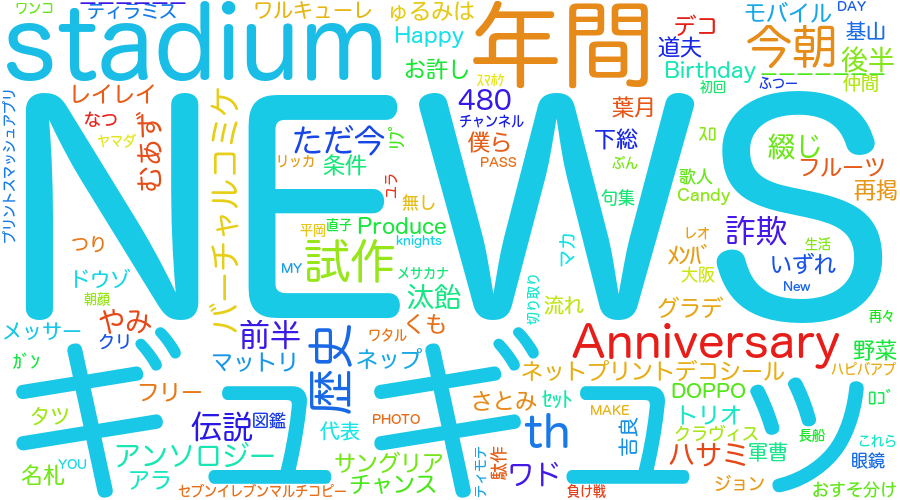 ワンコ
ティラミス
ワルキューレ
ゅるみは
デコ
モバイル
DAY
stadium
Happy
年間
道夫
今朝
基山
お許し
Birthday
後半
スマホケ
初回
ふつー
仲間
レイレイ
480
葉月
なつ
チャンネル
ヤマダ
むあず
バーチャルコミケ
ただ今
リプ
僕ら
下総
スロ
綴じ
フルーツ
プリントスマッシュアプリ
リッカ
条件
PASS
ぶん
歌人
再掲
NEWS
ユラ
無し
句集
Candy
つり
平岡
直子
Produce
knights
マカ
メンバ
レオ
詐欺
生活
ドウゾ
MY
試作
メサカナ
大阪
いずれ
朝顔
汰飴
切り取り
New
メッサー
やみ
前半
歴史
くも
流れ
グラデ
再々
クリ
ワタル
Anniversary
野菜
ガン
マットリ
ネップ
ネットプリントデコシール
ハピバアプ
ギュギュッ
フリー
さとみ
セット
DOPPO
ロゴ
タツ
伝説
図鑑
代表
PHOTO
th
MAKE
トリオ
吉良
クラヴィス
長船
これら
アンソロジー
名札
YOU
アラ
サングリア
チャンス
ティモテ
駄作
ワド
ハサミ
軍曹
眼鏡
セブンイレブンマルチコピー
負け戦
ジョン
おすそ分け